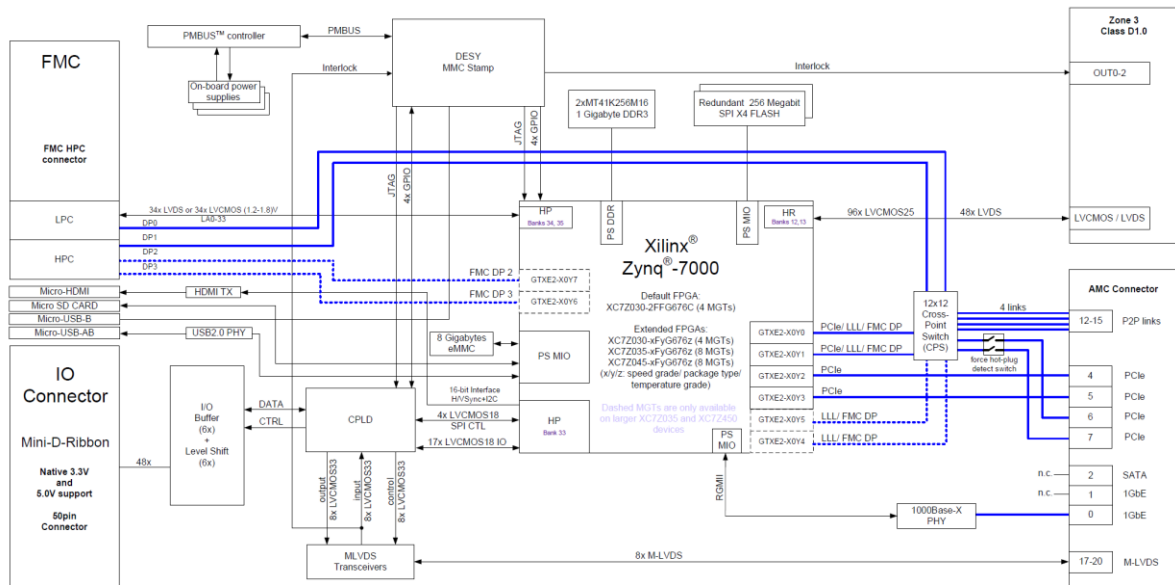 FMC
FMC HPC
connector
LPC
HPC
PMBUS™ controller
PMBUS
On-board power
supplies
Interlock
DESY
MMC Stamp
Interlock
Zone 3
Class D1.0
OUT0-2
LVCMOS / LVDS
2xMT41K256M16
1 Gigabyte DDR3
Redundant 256 Megabit
SPI X4 FLASH
JTAG
4x GPIO
JTAG
4x GPIO
34x LVDS or 34x LVCMOS (1.2-1.8)V
LA0-33
DP0
DP1
DP2
DP3
HP
Banks 34, 35
PS DDR
PS MIO
HR
Banks 12,13
96x LVCMOS25
48x LVDS
Xilinx®
Zynq®-7000
Default FPGA:
XC7Z030-2FFG676C (4 MGTs)
Extended FPGAs:
XC7Z030-xFyG676z (4 MGTs)
XC7Z035-xFyG676z (8 MGTs)
XC7Z045-xFyG676z (8 MGTs)
(x/y/z: speed grade/ package type/
temperature grade)
Dashed MGTs are only available
on larger XC7Z035 and XC7Z450
devices
FMC DP 2
GTXE2-X0Y7
FMC DP 3
GTXE2-X0Y6
Micro-HDMI
HDMI TX
Micro SD CARD
Micro-USB-B
Micro-USB-AB
USB2.0 PHY
8 Gigabytes
eMMC
PS MIO
16-bit Interface
H/VSync+I2C
HP
Bank 33
PS
MIO
GTXE2-X0Y0
PCIe/ LLL/ FMC DP
GTXE2-X0Y1
PCIe/ LLL/ FMC DP
GTXE2-X0Y2
PCIe
GTXE2-X0Y3
PCIe
GTXE2-X0Y5
LLL/ FMC DP
GTXE2-X0Y4
LLL/ FMC DP
12x12
Cross-
Point
Switch
(CPS)
4 links
force hot-plug
detect switch
AMC Connector
12-15
P2P links
4
PCIe
5
PCIe
6
PCIe
7
PCIe
n.c.
2
SATA
n.c.
1
1GbE
0
1GbE
17-20
M-LVDS
IO
Connector
Mini-D-Ribbon
Native 3.3V
and
5.0V support
50pin
Connector
48x
I/O
Buffer
(6x)
+
Level Shift
(6x)
DATA
CTRL
CPLD
4x LVCMOS18
SPI CTL
17x LVCMOS18 IO
output
8x LVCMOS33
input
8x LVCMOS33
control
8x LVCMOS33
MLVDS
Transceivers
8x M-LVDS
RGMII
1000Base-X
PHY